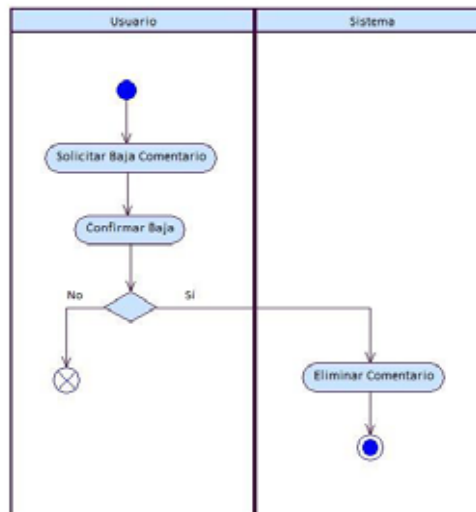 Usuario
Sistema
Solicitar Baja Comentario
Confirmar Baja
No
Sí
Eliminar Comentario